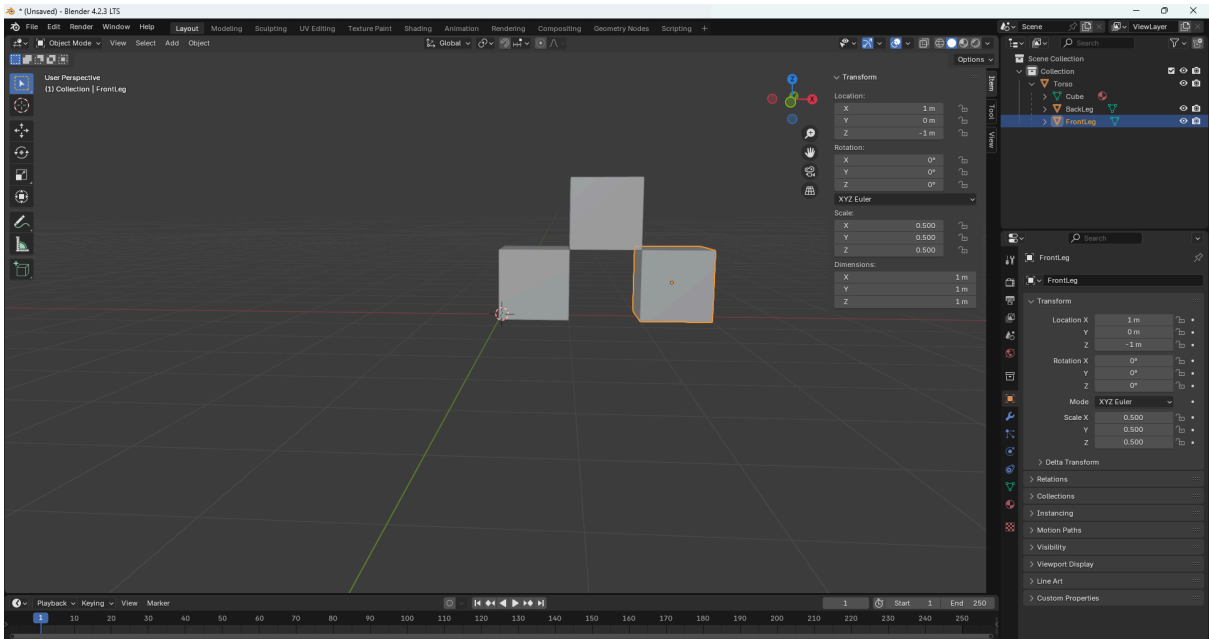 * (Unsaved) - Blender 4.2.3 LTS
File Edit Render Window Help Layout Modeling Sculpting UV Editing Texture Paint Shading Animation Rendering Compositing Geometry Nodes Scripting + Scene ViewLayer
Object Mode View Select Add Object Global Search
Options
User Perspective
(1) Collection | FrontLeg
Z
Y
X
Transform
Location:
X 1 m
Y 0 m
Z -1 m
Rotation:
X 0°
Y 0°
Z 0°
XYZ Euler
Scale:
X 0.500
Y 0.500
Z 0.500
Dimensions:
X 1 m
Y 1 m
Z 1 m
Item
Tool
View
Scene Collection
Collection
Torso
Cube
BackLeg
FrontLeg
Search
FrontLeg
FrontLeg
Transform
Location X 1 m
Y 0 m
Z -1 m
Rotation X 0°
Y 0°
Z 0°
Mode XYZ Euler
Scale X 0.500
Y 0.500
Z 0.500
Delta Transform
Relations
Collections
Instancing
Motion Paths
Visibility
Viewport Display
Line Art
Custom Properties
Playback Keying View Marker 1 Start 1 End 250
1 10 20 30 40 50 60 70 80 90 100 110 120 130 140 150 160 170 180 190 200 210 220 230 240 250